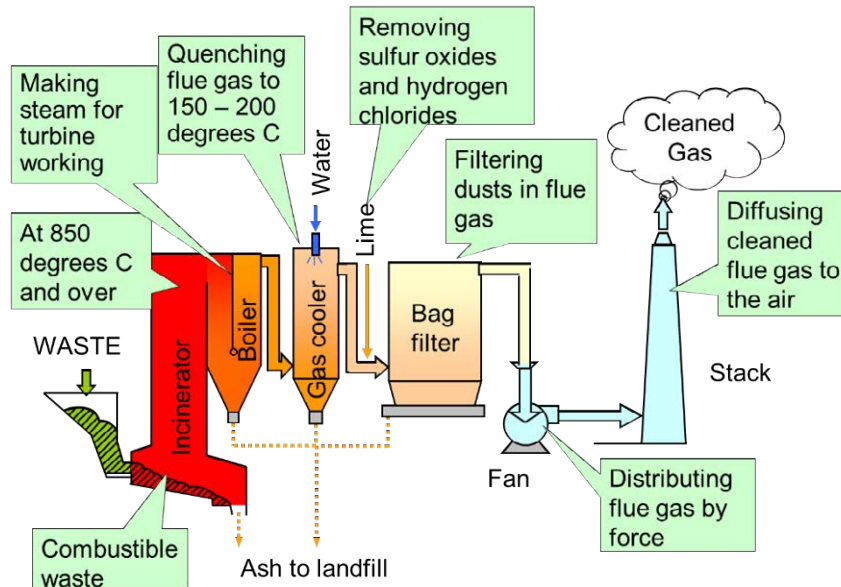 Making
steam for
turbine
working
Quenching
flue gas to
150 – 200
degrees C
Removing
sulfur oxides
and hydrogen
chlorides
Filtering
dusts in flue
gas
Cleaned
Gas
Diffusing
cleaned
flue gas to
the air
At 850
degrees C
and over
Water
Lime
WASTE
Incinerator
Boiler
Gas cooler
Bag
filter
Stack
Fan
Distributing
flue gas by
force
Combustible
waste
Ash to landfill